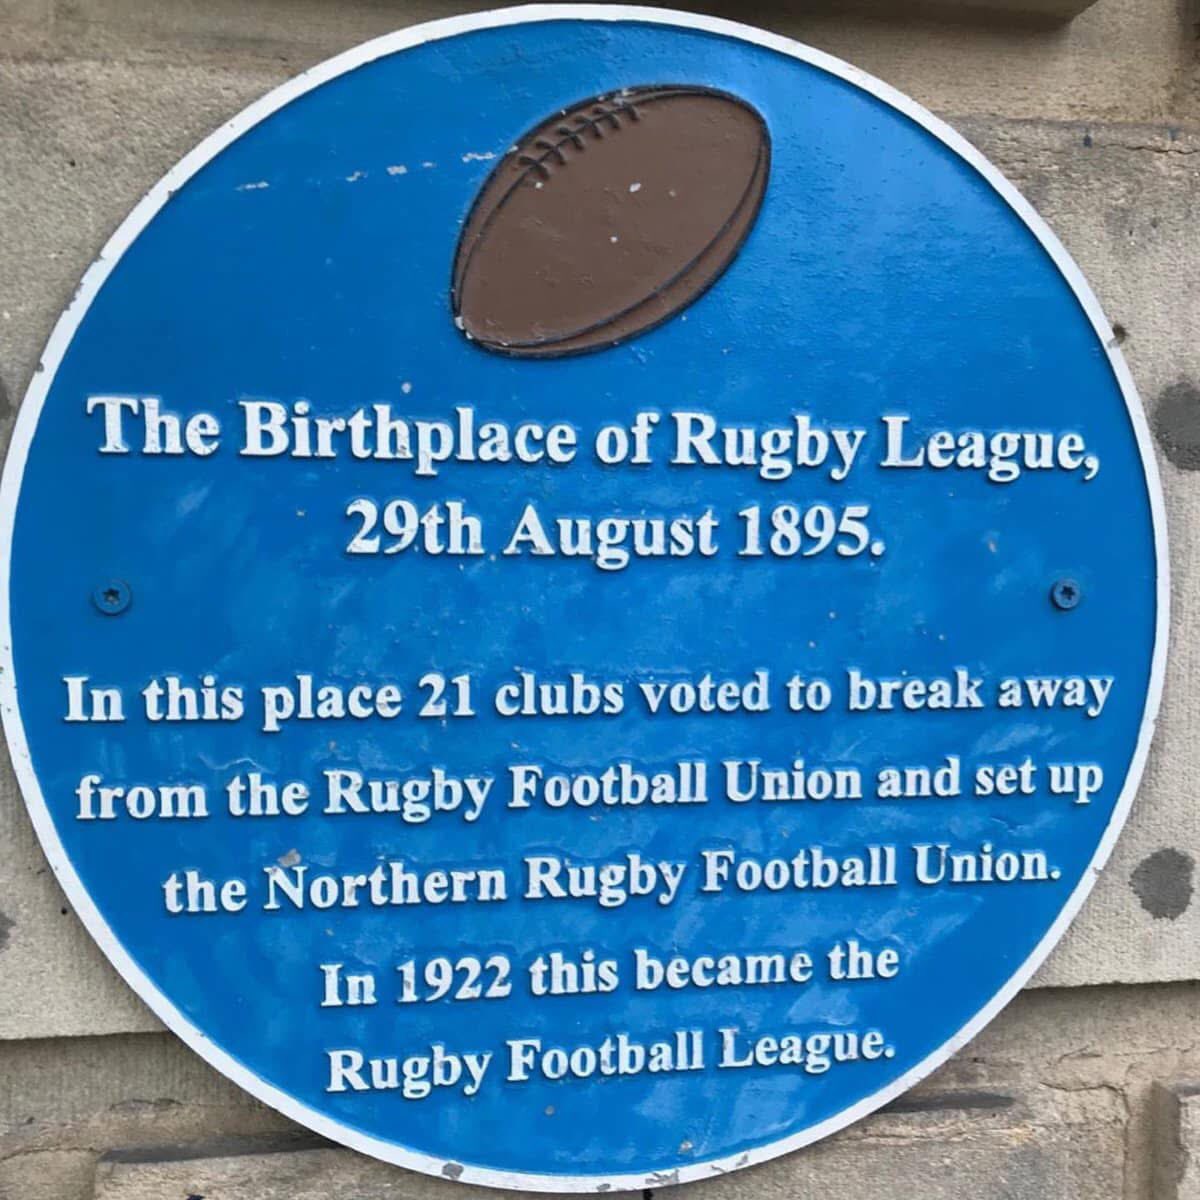 The Birthplace of Rugby League,
29th August 1895.
In this place 21 clubs voted to break away
from the Rugby Football Union and set up
the Northern Rugby Football Union.
In 1922 this became the
Rugby Football League.